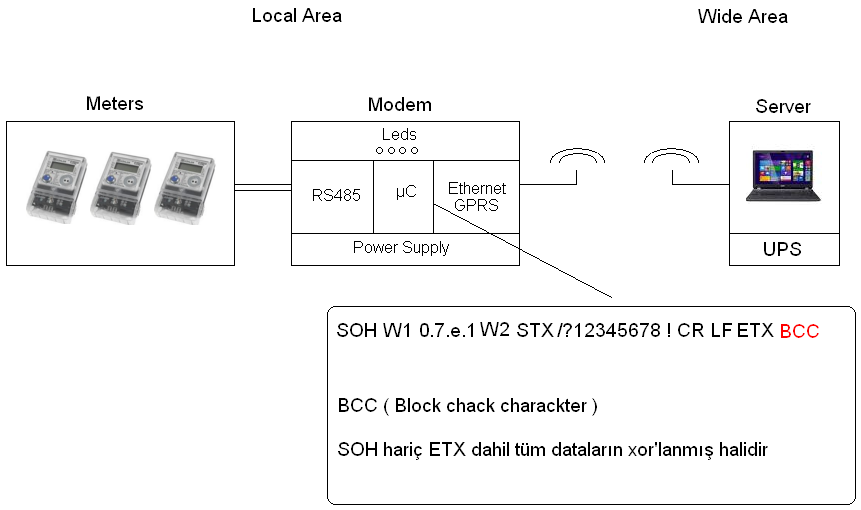 Local Area
Wide Area
Meters
Modem
Server
Leds
RS485
µC
Ethernet
GPRS
Power Supply
UPS
SOH W1 0.7.e.1 W2 STX /?12345678 ! CR LF ETX BCC
BCC ( Block chack charackter )
SOH hariç ETX dahil tüm dataların xor'lanmış halidir